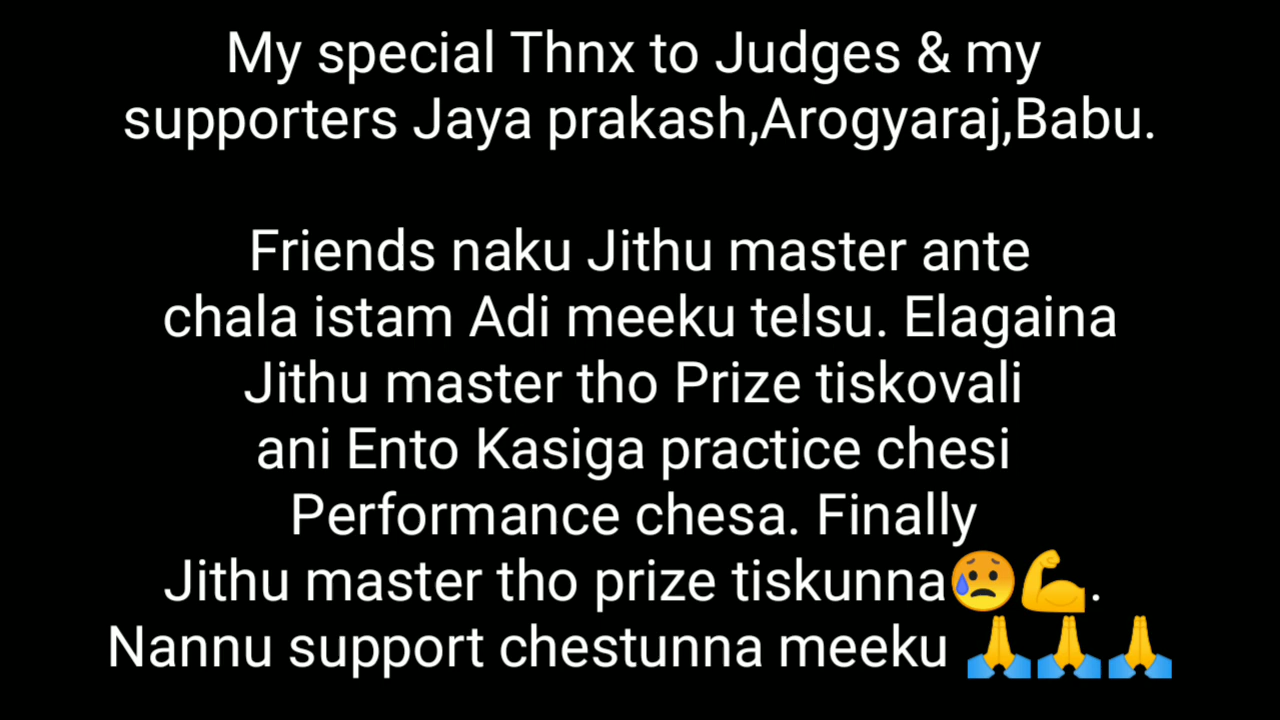 My special Thnx to Judges & my
supporters Jaya prakash,Arogyaraj,Babu.
Friends naku Jithu master ante
chala istam Adi meeku telsu. Elagaina
Jithu master tho Prize tiskovali
ani Ento Kasiga practice chesi
Performance chesa. Finally
Jithu master tho prize tiskunna😥💪.
Nannu support chestunna meeku 🙏🙏🙏